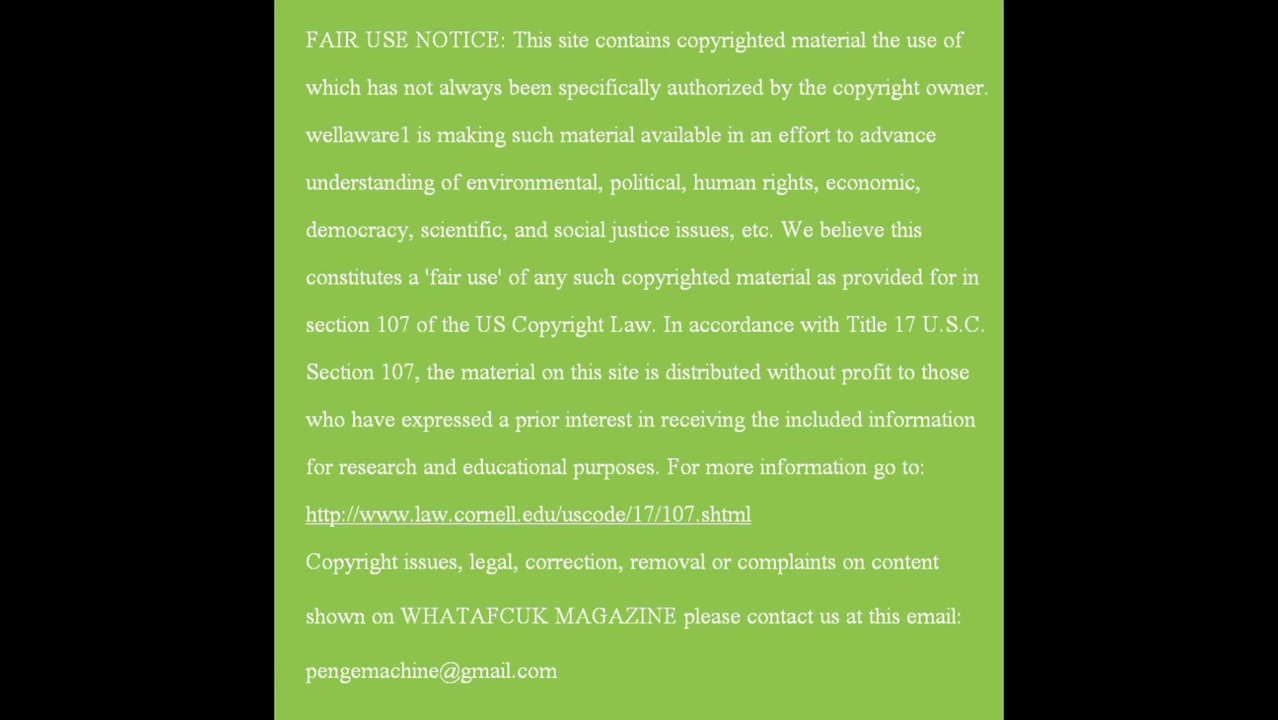 FAIR USE NOTICE: This site contains copyrighted material the use of
which has not always been specifically authorized by the copyright owner.
wellaware1 is making such material available in an effort to advance
understanding of environmental, political, human rights, economic,
democracy, scientific, and social justice issues, etc. We believe this
constitutes a 'fair use' of any such copyrighted material as provided for in
section 107 of the US Copyright Law. In accordance with Title 17 U.S.C.
Section 107, the material on this site is distributed without profit to those
who have expressed a prior interest in receiving the included information
for research and educational purposes. For more information go to:
http://www.law.cornell.edu/uscode/17/107.shtml
Copyright issues, legal, correction, removal or complaints on content
shown on WHATAFCUK MAGAZINE please contact us at this email:
pengemachine@gmail.com